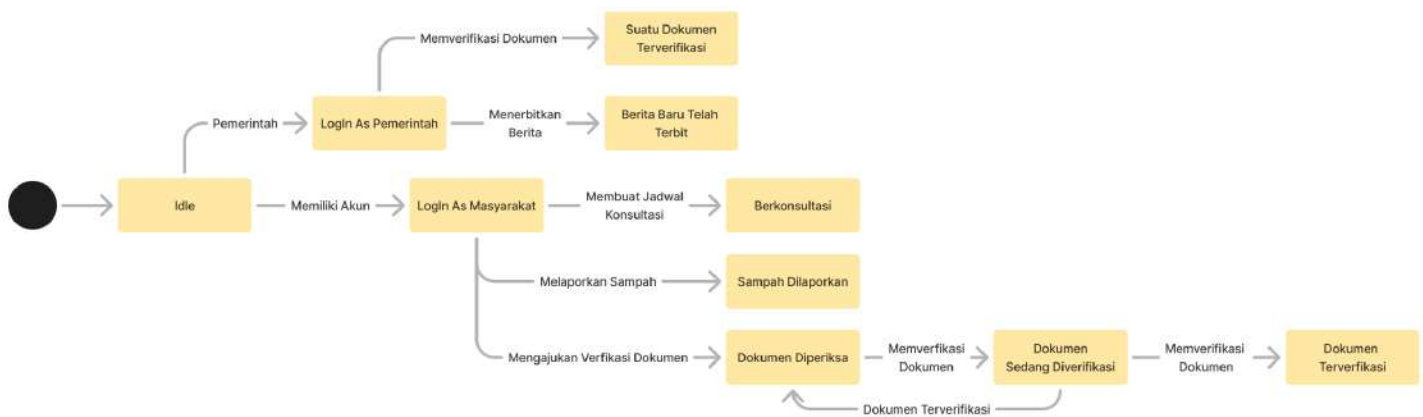 Memverifikasi Dokumen
Suatu Dokumen
Terverifikasi
Pemerintah
LogIn As Pemerintah
Menerbitkan
Berita
Berita Baru Telah
Terbit
Idle
Memiliki Akun
LogIn As Masyarakat
Membuat Jadwal
Konsultasi
Berkonsultasi
Melaporkan Sampah
Sampah Dilaporkan
Mengajukan Verfikasi Dokumen
Dokumen Diperiksa
Memverfikasi
Dokumen
Dokumen
Sedang Diverifikasi
Memverifikasi
Dokumen
Dokumen
Terverfikasi
Dokumen Terverifikasi